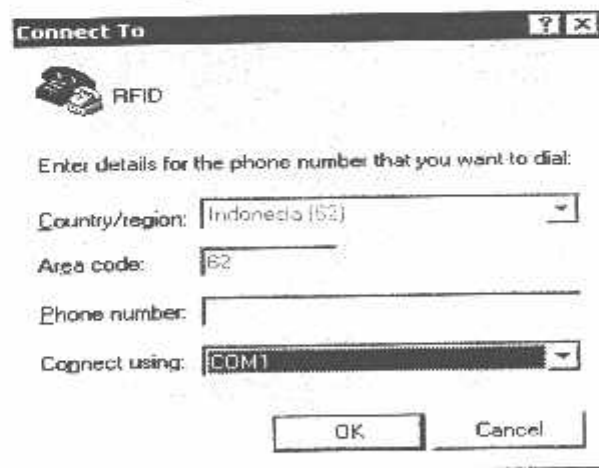 Connect To
RFID
Enter details for the phone number that you want to dial:
Country/region: Indonesia (62)
Area code: 62
Phone number:
Connect using: COM1
OK Cancel